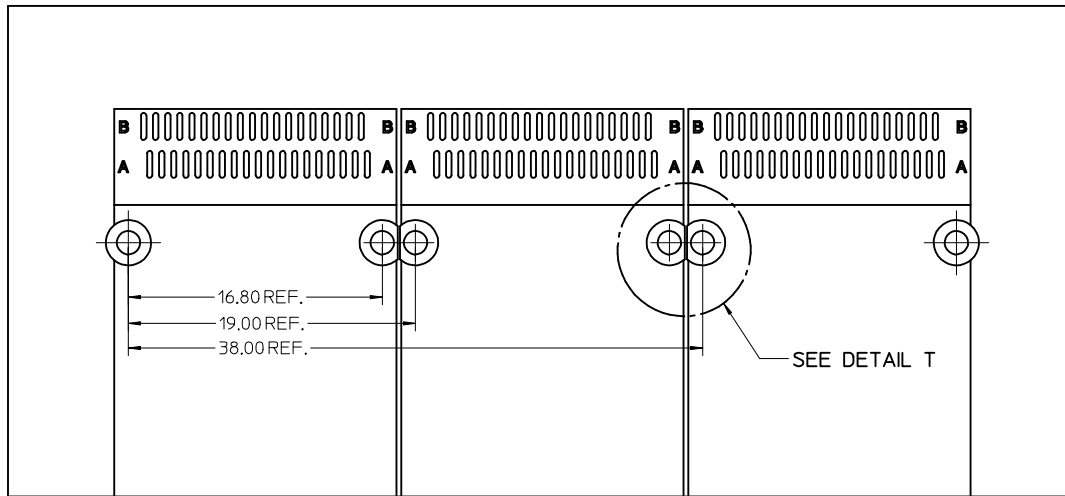 B B B B B B
A A A A A A
16.80 REF.
19.00 REF.
38.00 REF.
SEE DETAIL T